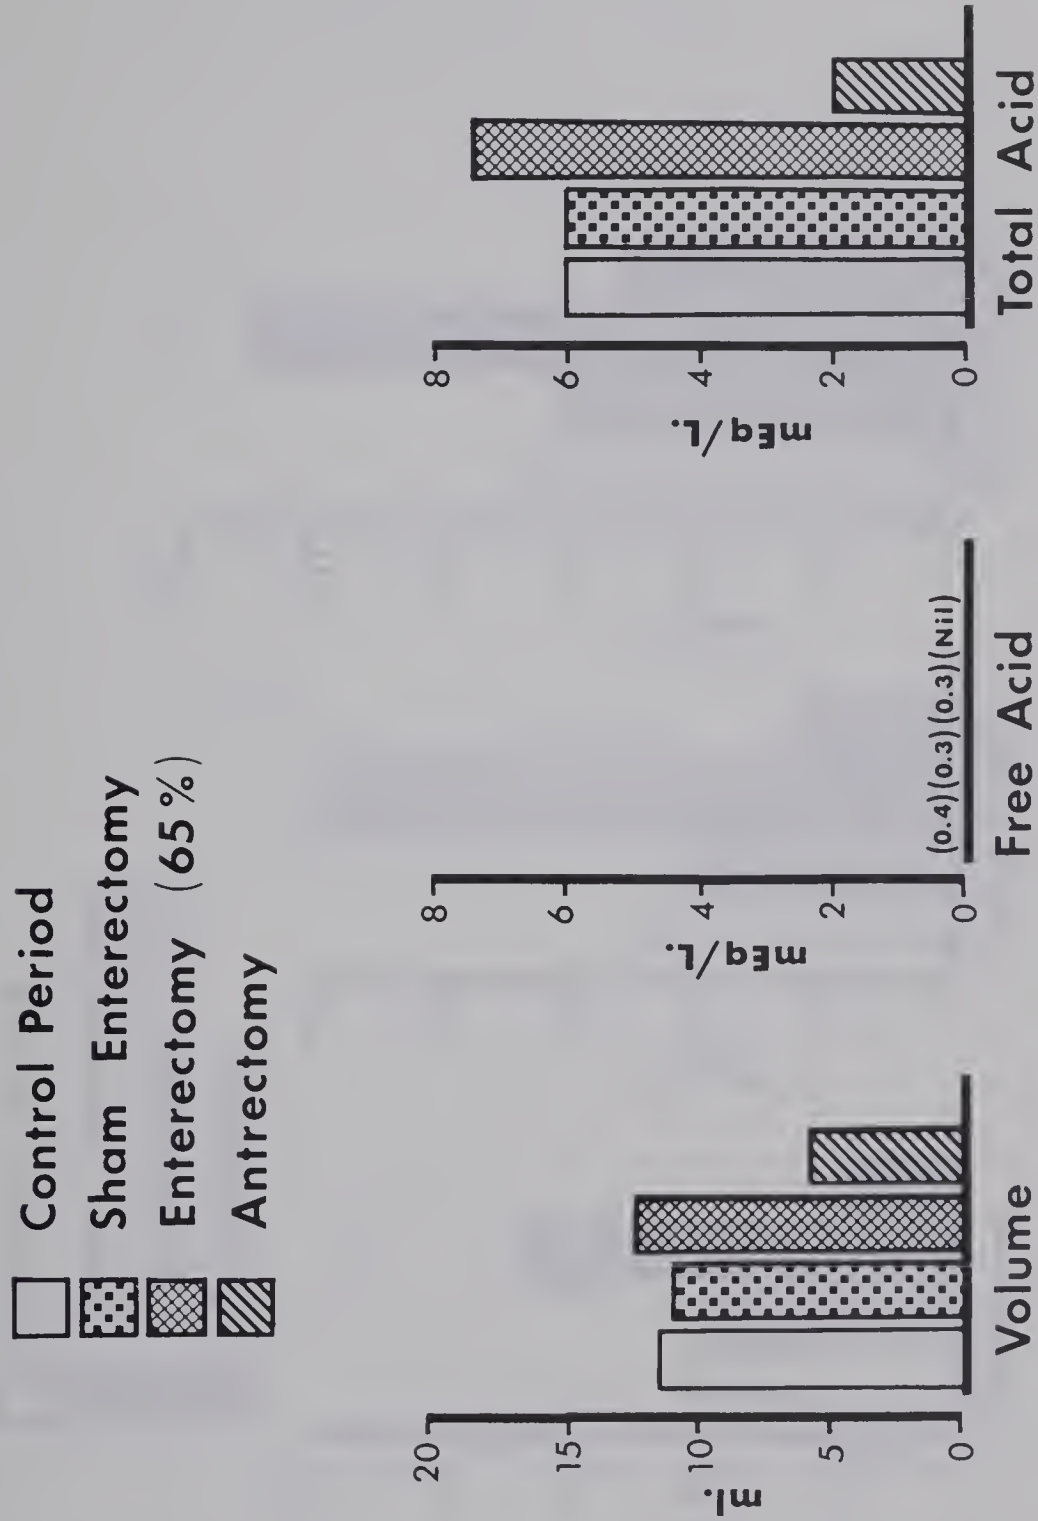 Control Period
Sham Enterectomy
Enterectomy (65%)
Antrectomy
20
15
10
5
0
ml.
Volume
8
6
4
2
0
mEq/L.
(0.4)(0.3)(0.3)(Nil)
Free Acid
8
6
4
2
0
mEq/L.
Total Acid